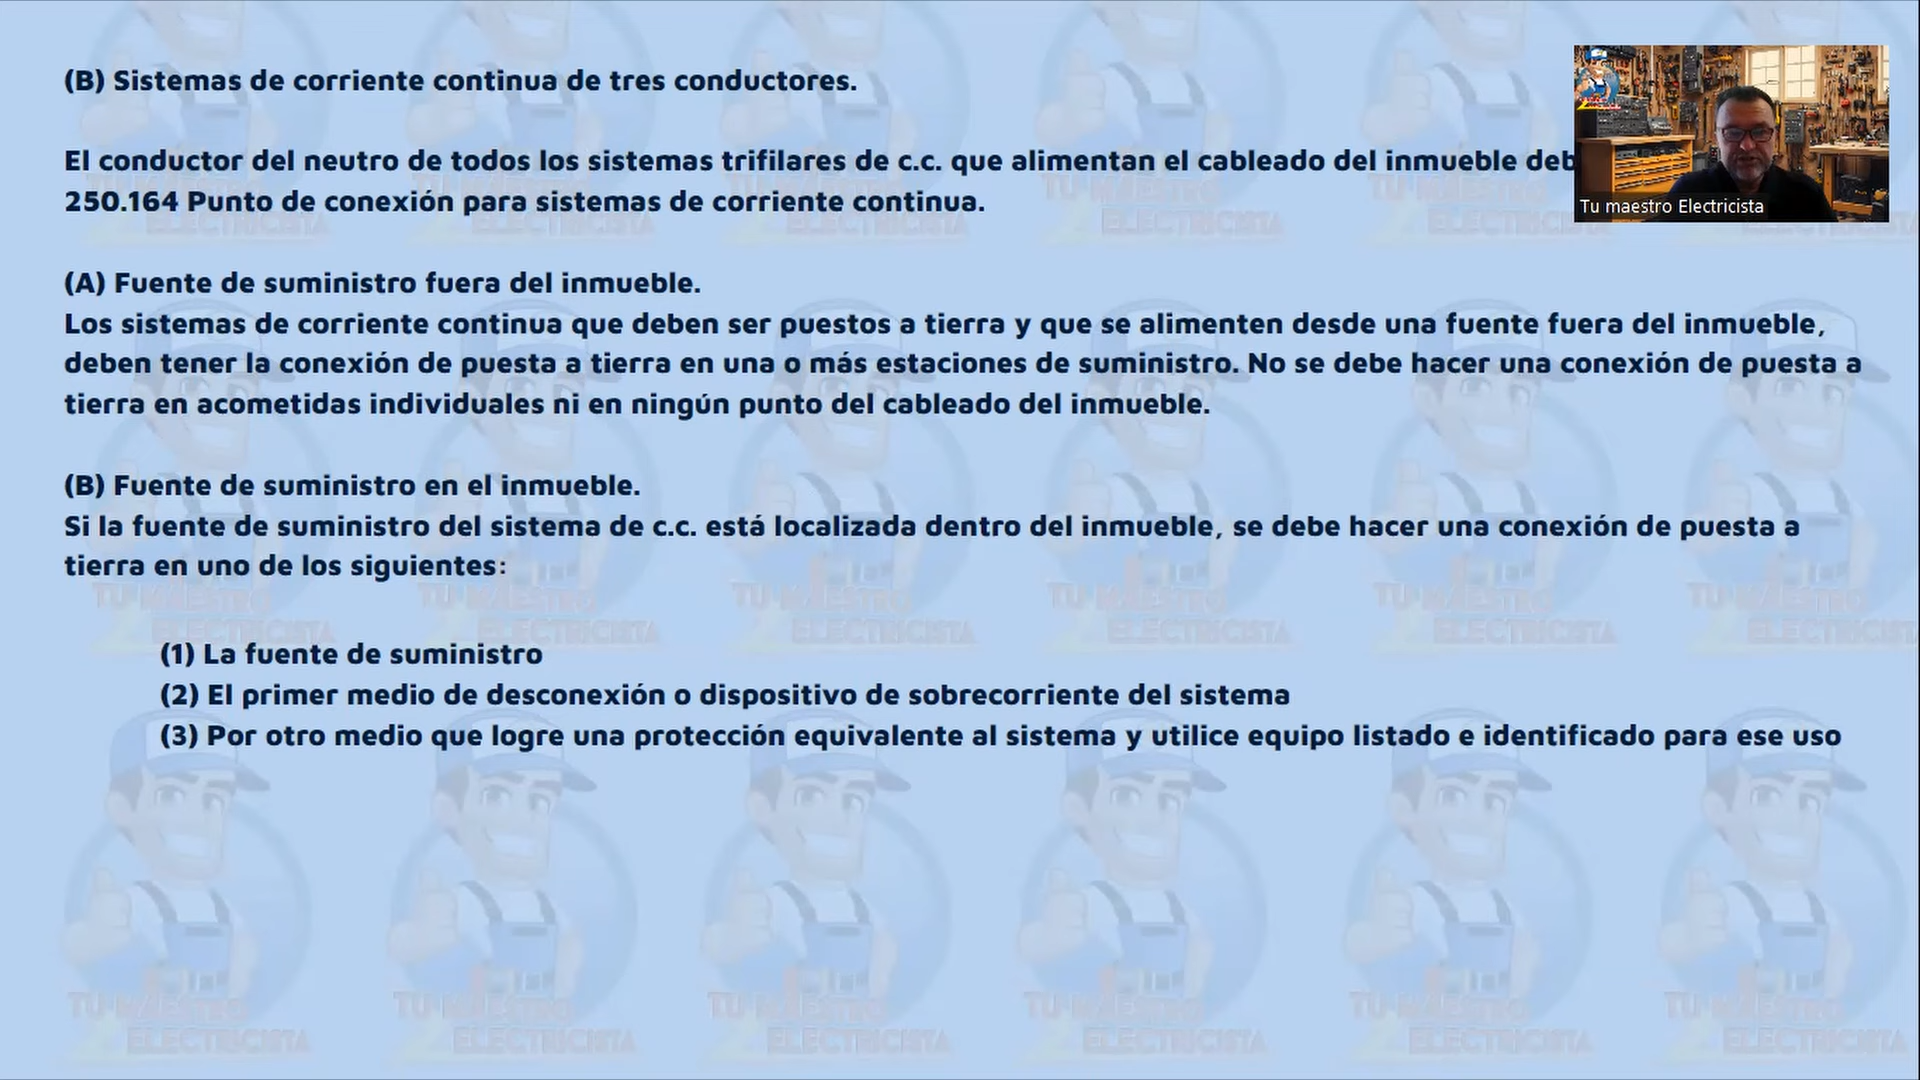 (B) Sistemas de corriente continua de tres conductores.
El conductor del neutro de todos los sistemas trifilares de c.c. que alimentan el cableado del inmueble deb
250.164 Punto de conexión para sistemas de corriente continua.
Tu maestro Electricista
(A) Fuente de suministro fuera del inmueble.
Los sistemas de corriente continua que deben ser puestos a tierra y que se alimenten desde una fuente fuera del inmueble,
deben tener la conexión de puesta a tierra en una o más estaciones de suministro. No se debe hacer una conexión de puesta a
tierra en acometidas individuales ni en ningún punto del cableado del inmueble.
(B) Fuente de suministro en el inmueble.
Si la fuente de suministro del sistema de c.c. está localizada dentro del inmueble, se debe hacer una conexión de puesta a
tierra en uno de los siguientes:
(1) La fuente de suministro
(2) El primer medio de desconexión o dispositivo de sobrecorriente del sistema
(3) Por otro medio que logre una protección equivalente al sistema y utilice equipo listado e identificado para ese uso
TU MAESTRO
ELECTRICISTA